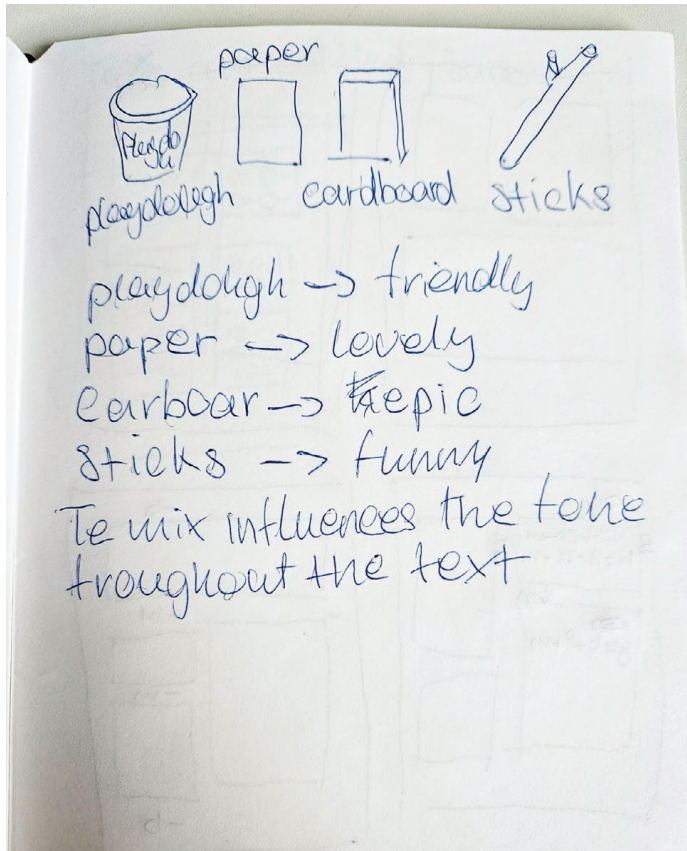 paper
Playdo
playdough
cardboard
sticks
playdough -> friendly
paper -> lovely
Carboar -> epic
sticks -> funny
Te mix influences the tone
troughout the text